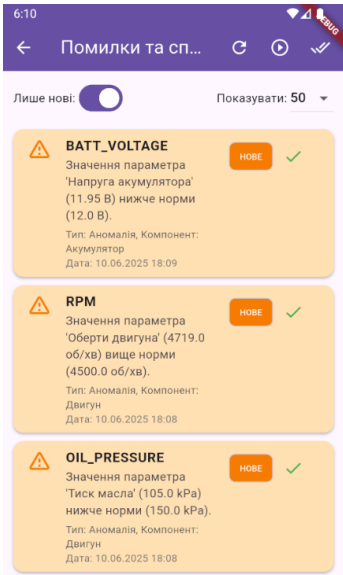 6:10
DEBUG
Помилки та сп...
Лише нові:
Показувати: 50
BATT_VOLTAGE
НОВЕ
Значення параметра
'Напруга акумулятора'
(11.95 В) нижче норми
(12.0 В).
Тип: Аномалія, Компонент:
Акумулятор
Дата: 10.06.2025 18:09
RPM
НОВЕ
Значення параметра
'Оберти двигуна' (4719.0
об/хв) вище норми
(4500.0 об/хв).
Тип: Аномалія, Компонент:
Двигун
Дата: 10.06.2025 18:08
OIL_PRESSURE
НОВЕ
Значення параметра
'Тиск масла' (105.0 kPa)
нижче норми (150.0 kPa).
Тип: Аномалія, Компонент:
Двигун
Дата: 10.06.2025 18:08